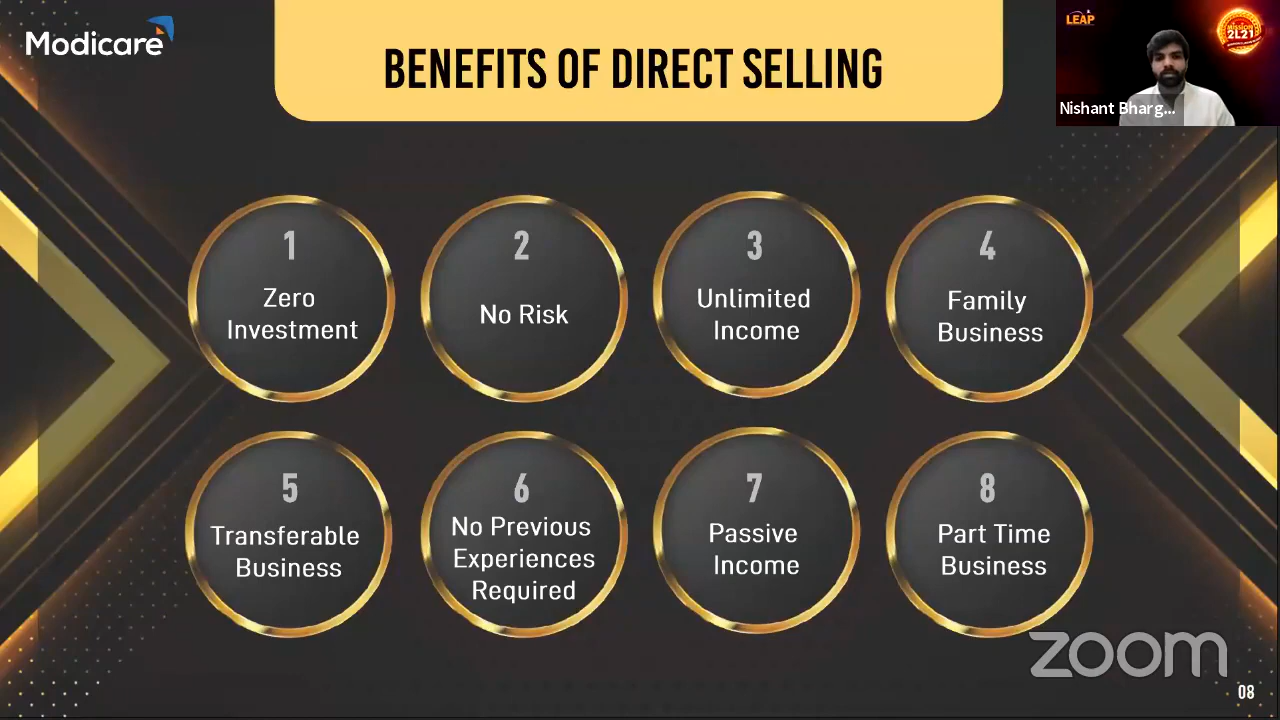 Modicare
BENEFITS OF DIRECT SELLING
LEAP
MISSION
2L21
Nishant Bharg...
1
Zero
Investment
2
No Risk
3
Unlimited
Income
4
Family
Business
5
Transferable
Business
6
No Previous
Experiences
Required
7
Passive
Income
8
Part Time
Business
zoom
08